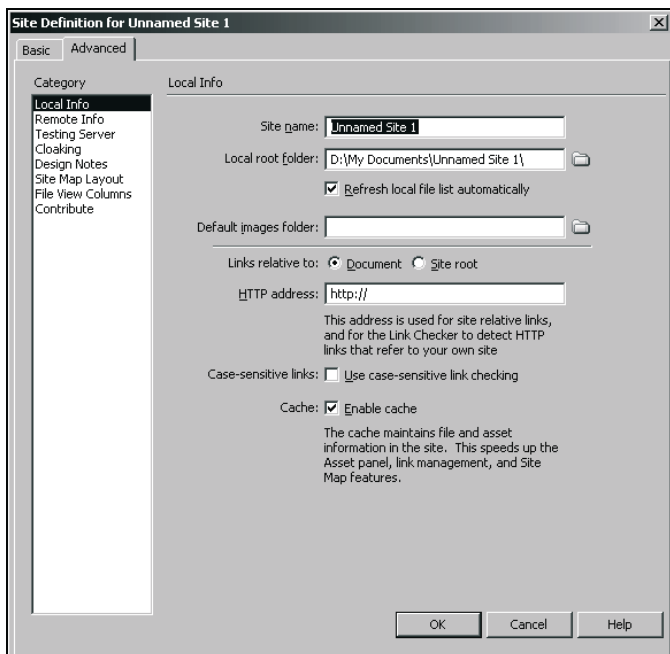 Site Definition for Unnamed Site 1
Basic
Advanced
Category
Local Info
Remote Info
Testing Server
Cloaking
Design Notes
Site Map Layout
File View Columns
Contribute
Local Info
Site name: Unnamed Site 1
Local root folder: D:\My Documents\Unnamed Site 1\
Refresh local file list automatically
Default images folder:
Links relative to: Document Site root
HTTP address: http://
This address is used for site relative links,
and for the Link Checker to detect HTTP
links that refer to your own site
Case-sensitive links: Use case-sensitive link checking
Cache: Enable cache
The cache maintains file and asset
information in the site. This speeds up the
Asset panel, link management, and Site
Map features.
OK Cancel Help